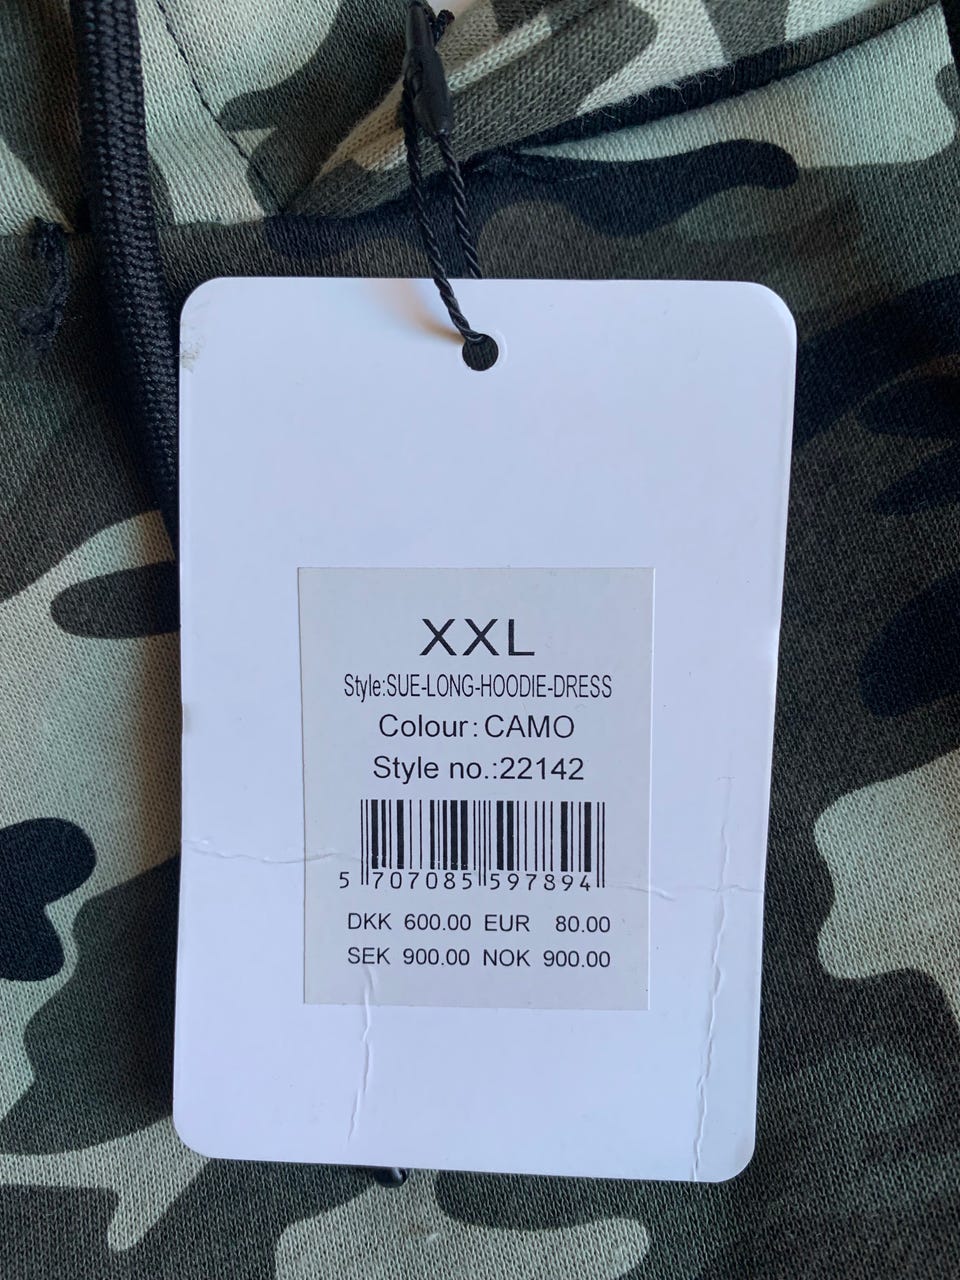 XXL
Style:SUE-LONG-HOODIE-DRESS
Colour: CAMO
Style no.:22142
5 707085 597894
DKK 600.00 EUR 80.00
SEK 900.00 NOK 900.00